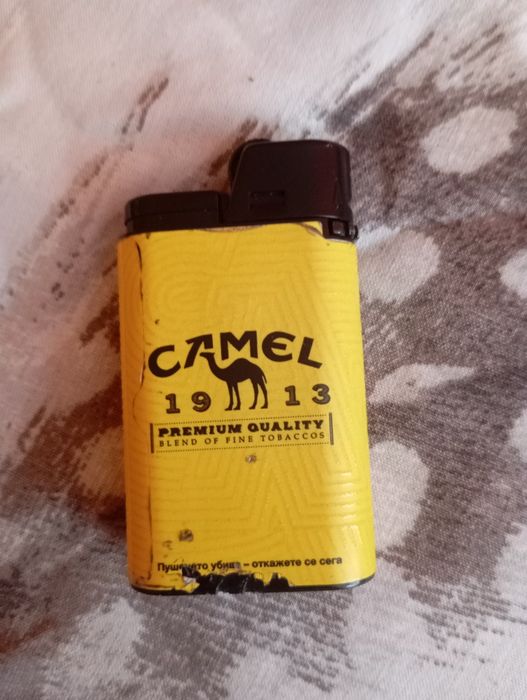 CAMEL
19 13
PREMIUM QUALITY
BLEND OF FINE TOBACCOS
Пушенето убива – откажете се сега